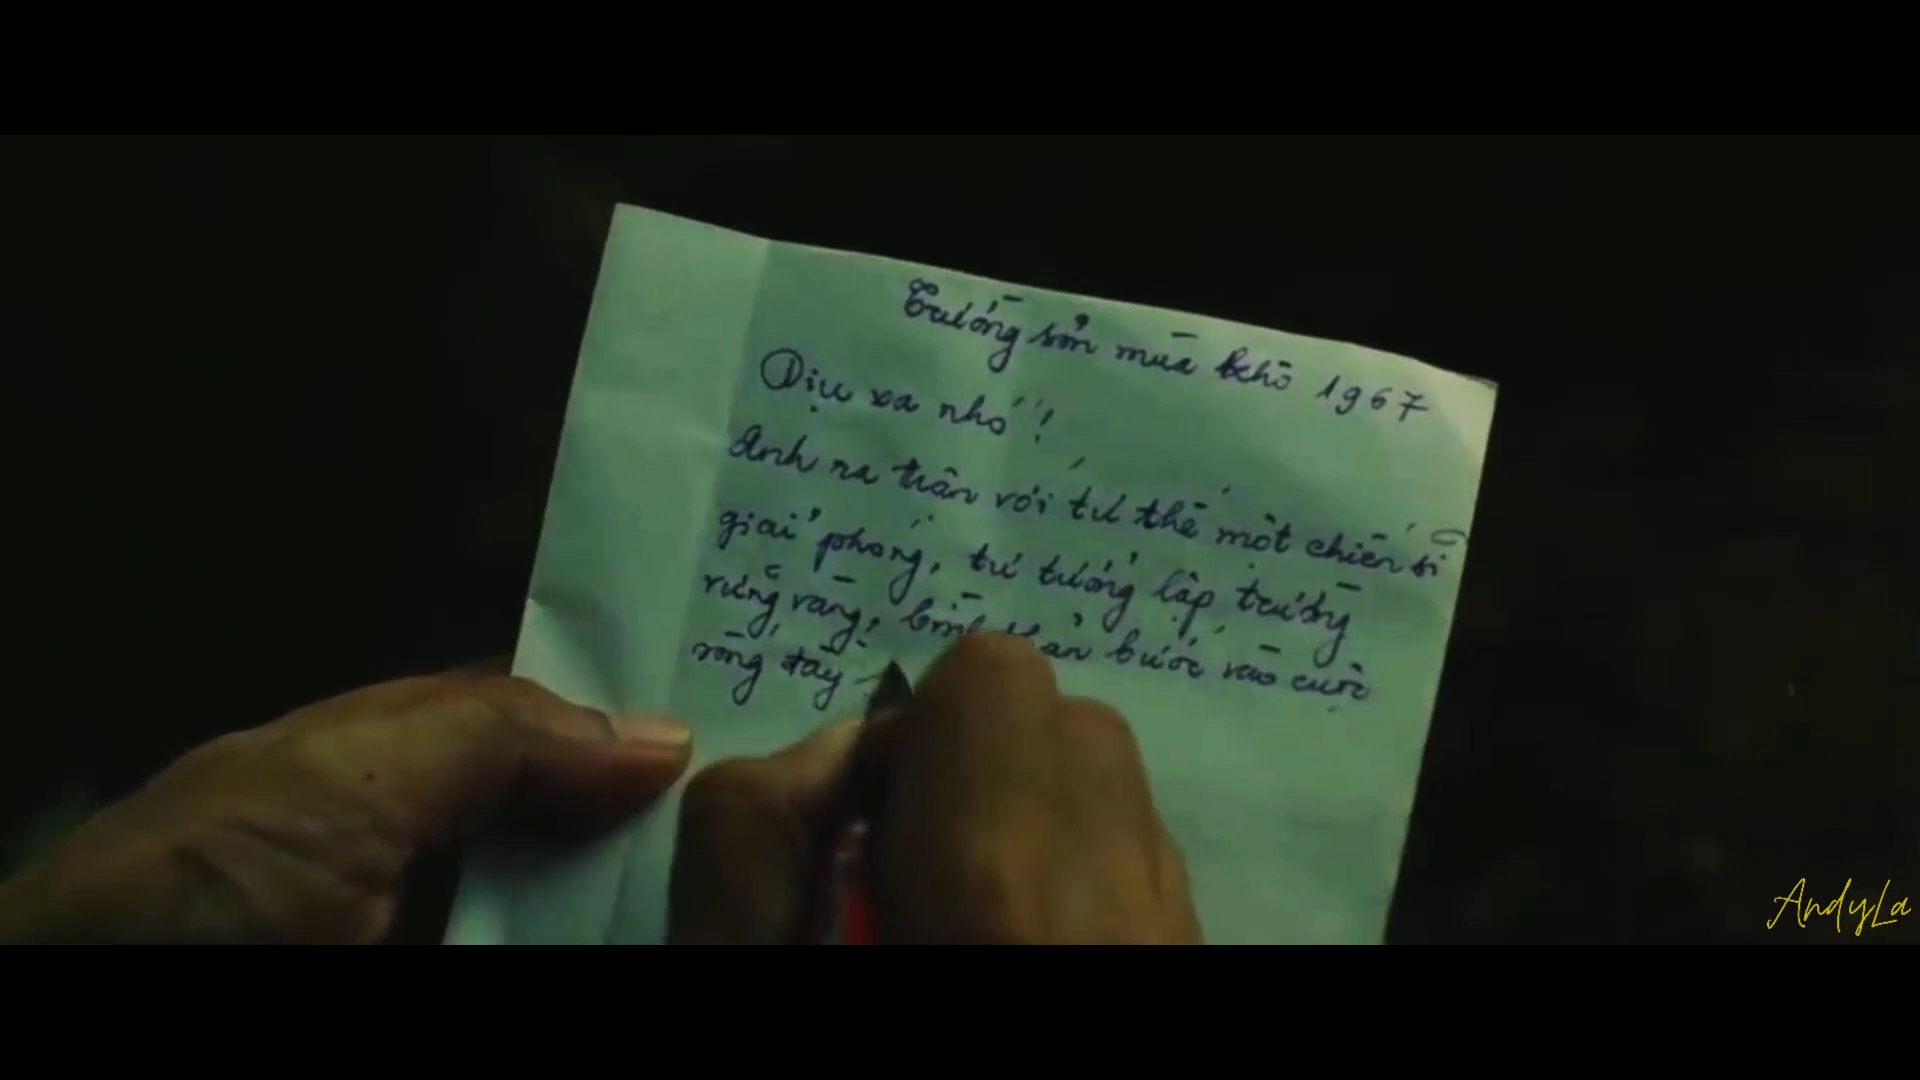 Trường sơn mùa khô 1967
Dịu xa nhớ!
Anh ra trận với tư thế một chiến sĩ
giải phóng, tư tưởng lập trường
vững vàng, bước vào cuộc
sống đầy
AndyLa